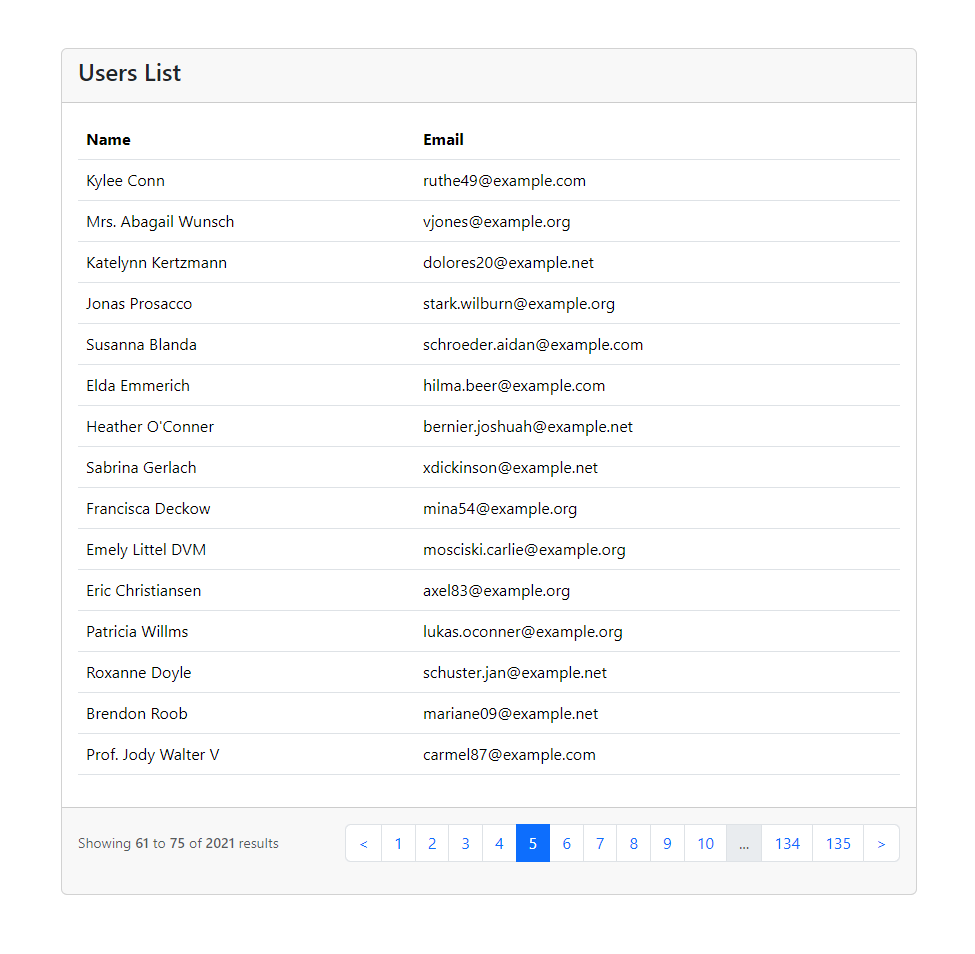 Users List
Name Email
Kylee Conn ruthe49@example.com
Mrs. Abagail Wunsch vjones@example.org
Katelynn Kertzmann dolores20@example.net
Jonas Prosacco stark.wilburn@example.org
Susanna Blanda schroeder.aidan@example.com
Elda Emmerich hilma.beer@example.com
Heather O'Conner bernier.joshuah@example.net
Sabrina Gerlach xdickinson@example.net
Francisca Deckow mina54@example.org
Emely Littel DVM mosciski.carlie@example.org
Eric Christiansen axel83@example.org
Patricia Willms lukas.oconner@example.org
Roxanne Doyle schuster.jan@example.net
Brendon Roob mariane09@example.net
Prof. Jody Walter V carmel87@example.com
Showing 61 to 75 of 2021 results < 1 2 3 4 5 6 7 8 9 10 ... 134 135 >